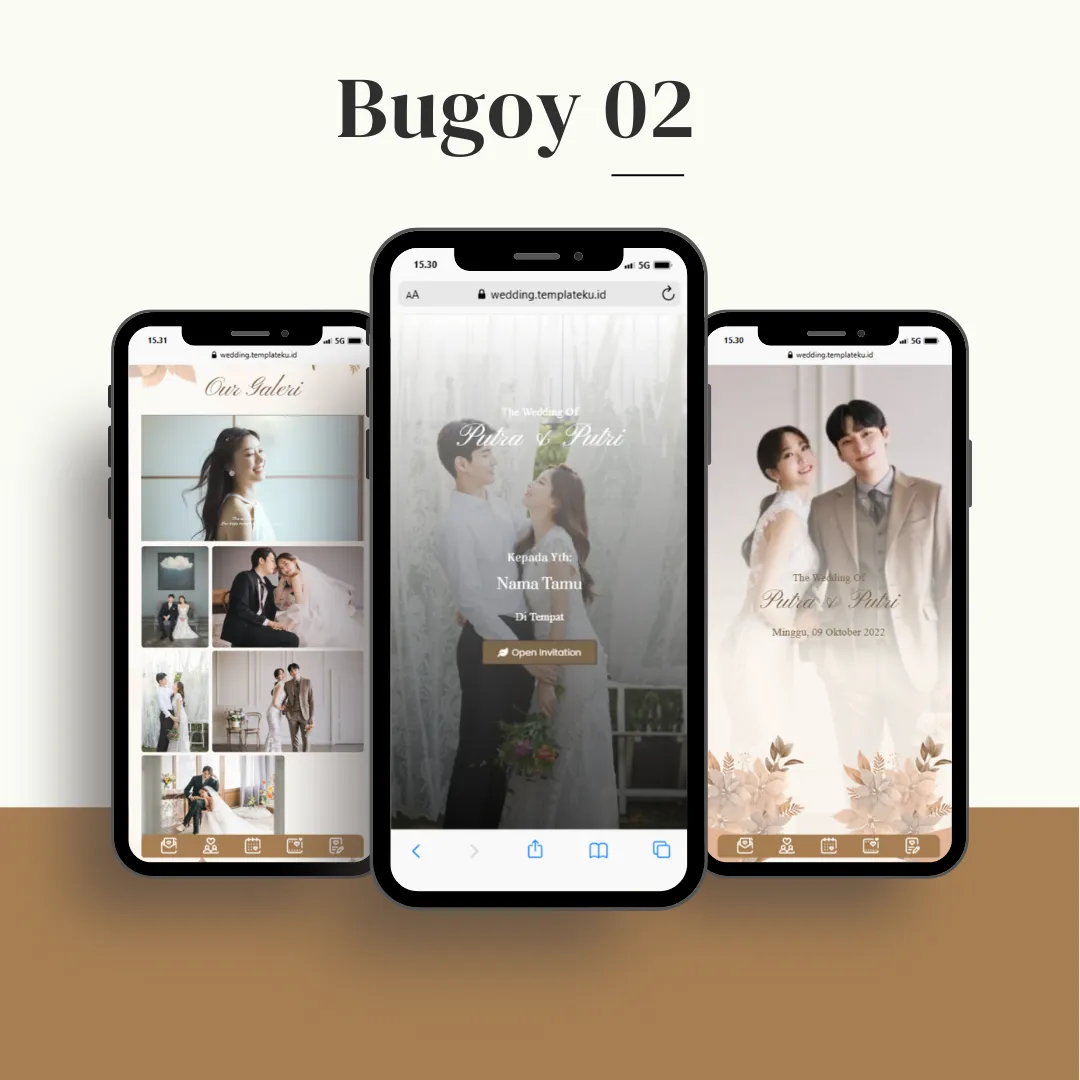 Bugoy 02
15.31
5G
wedding.templateku.id
Our Galeri
15.30
5G
AA
wedding.templateku.id
The Wedding Of
Putra & Putri
Kepada Yth:
Nama Tamu
Di Tempat
Open Invitation
15.30
5G
wedding.templateku.id
The Wedding Of
Putra & Putri
Minggu, 09 Oktober 2022